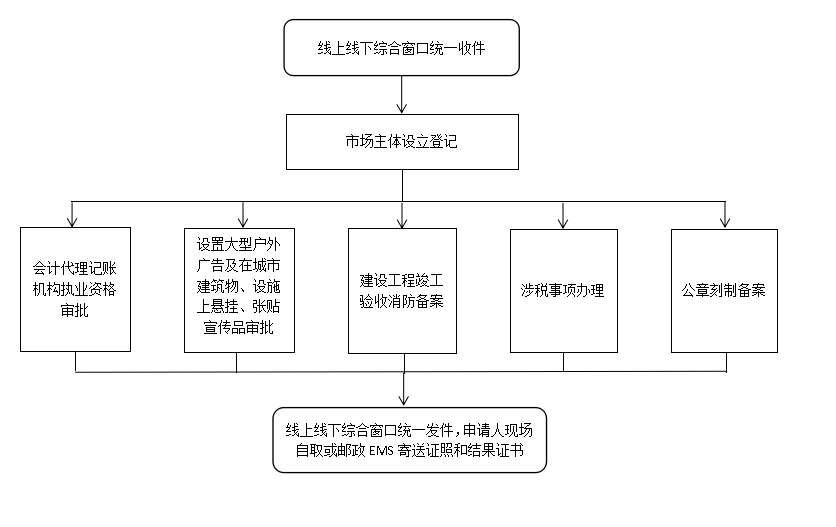 线上线下综合窗口统一收件
市场主体设立登记
会计代理记账
机构执业资格
审批
设置大型户外
广告及在城市
建筑物、设施
上悬挂、张贴
宣传品审批
建设工程竣工
验收消防备案
涉税事项办理
公章刻制备案
线上线下综合窗口统一发件，申请人现场
自取或邮政 EMS 寄送证照和结果证书